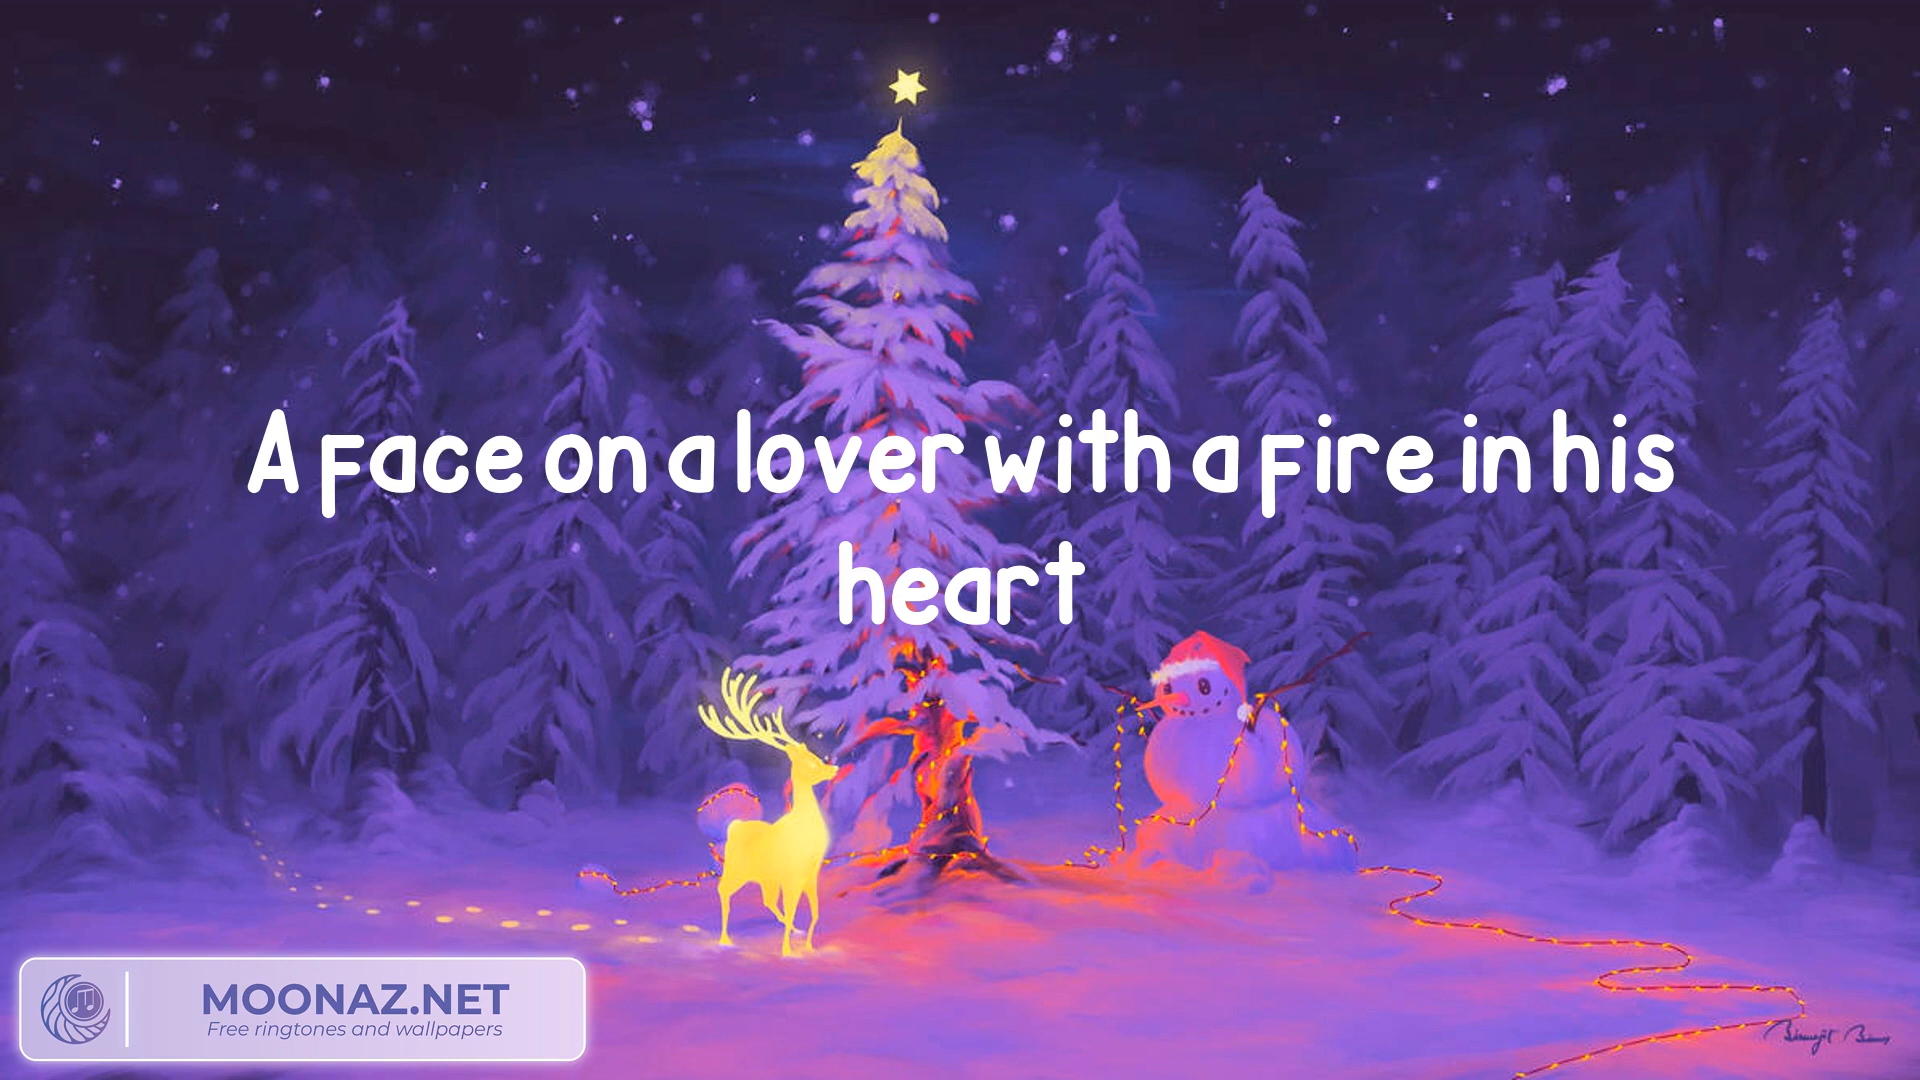 A face on a lover with a fire in his
heart
MOONAZ.NET
Free ringtones and wallpapers